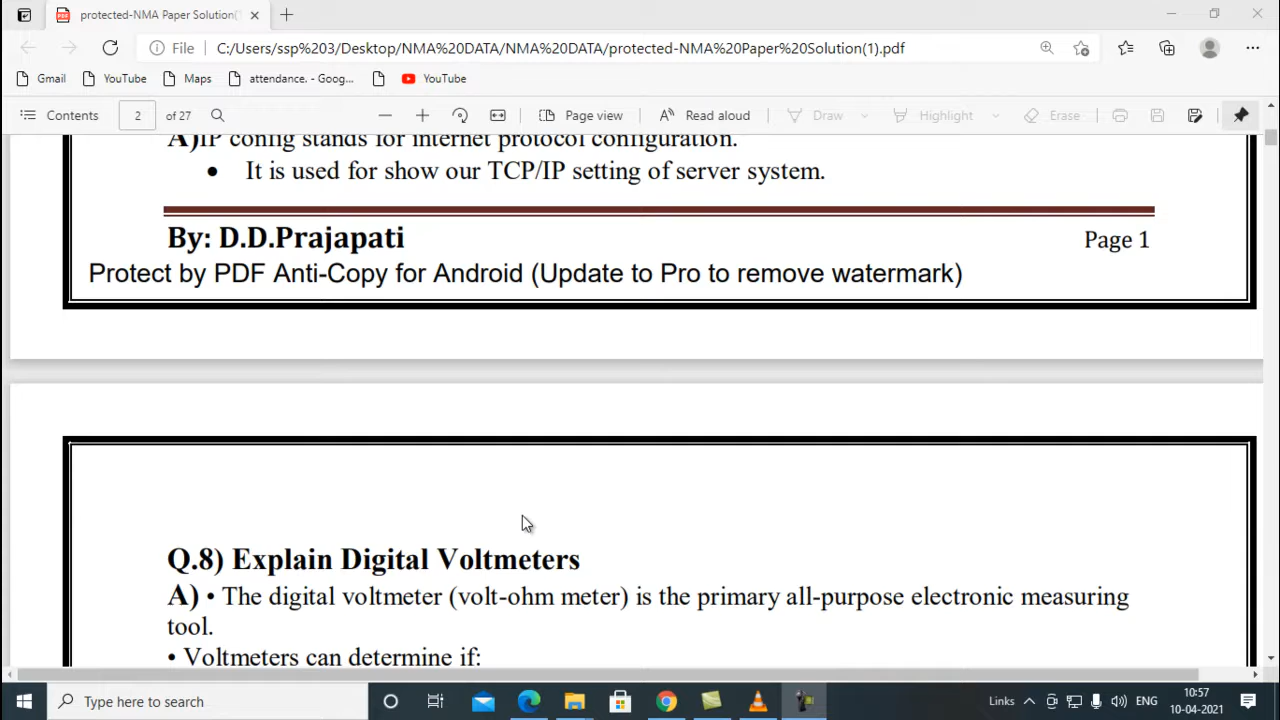 protected-NMA Paper Solution(1
File C:/Users/ssp%203/Desktop/NMA%20DATA/NMA%20DATA/protected-NMA%20Paper%20Solution(1).pdf
Gmail YouTube Maps attendance. - Goog... YouTube
Contents 2 of 27 Page view Read aloud Draw Highlight Erase
A)IP config stands for internet protocol configuration.
• It is used for show our TCP/IP setting of server system.
By: D.D.Prajapati Page 1
Protect by PDF Anti-Copy for Android (Update to Pro to remove watermark)
Q.8) Explain Digital Voltmeters
A) • The digital voltmeter (volt-ohm meter) is the primary all-purpose electronic measuring
tool.
• Voltmeters can determine if:
Type here to search Links ENG 10:57
10-04-2021